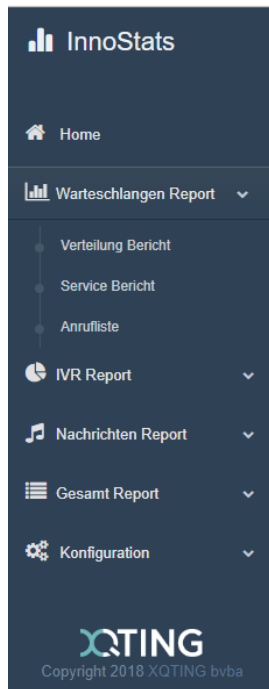 InnoStats
Home
Warteschlangen Report
Verteilung Bericht
Service Bericht
Anrufliste
IVR Report
Nachrichten Report
Gesamt Report
Konfiguration
XQTING
Copyright 2018 XQTING bvba